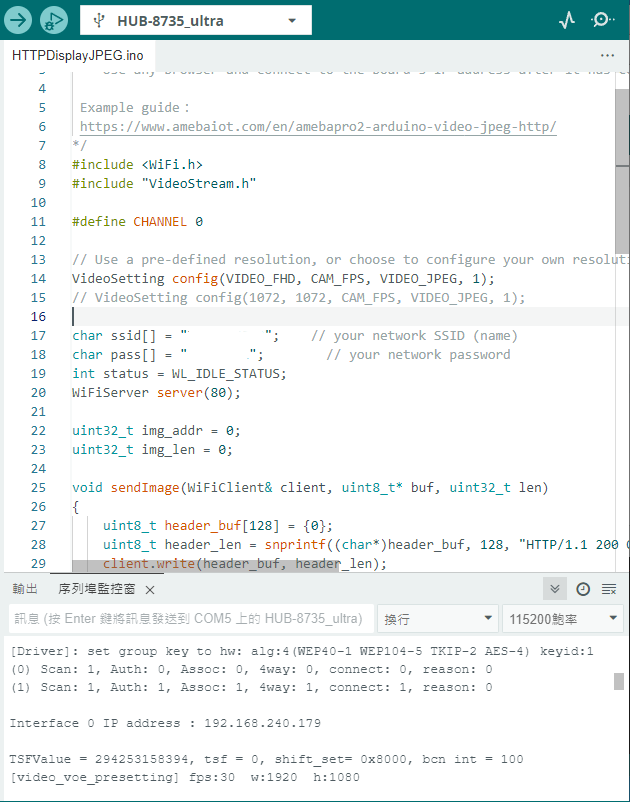 HUB-8735_ultra
HTTPDisplayJPEG.ino
4
5 Example guide :
6 https://www.amebaiot.com/en/amebapro2-arduino-video-jpeg-http/
7 */
8 #include <WiFi.h>
9 #include "VideoStream.h"
10
11 #define CHANNEL 0
12
13 // Use a pre-defined resolution, or choose to configure your own resoluti
14 VideoSetting config(VIDEO_FHD, CAM_FPS, VIDEO_JPEG, 1);
15 // VideoSetting config(1072, 1072, CAM_FPS, VIDEO_JPEG, 1);
16
17 char ssid[] = " "; // your network SSID (name)
18 char pass[] = " "; // your network password
19 int status = WL_IDLE_STATUS;
20 WiFiServer server(80);
21
22 uint32_t img_addr = 0;
23 uint32_t img_len = 0;
24
25 void sendImage(WiFiClient& client, uint8_t* buf, uint32_t len)
26 {
27 uint8_t header_buf[128] = {0};
28 uint8_t header_len = snprintf((char*)header_buf, 128, "HTTP/1.1 200
29 client.write(header_buf, header_len);
輸出 序列埠監控窗
訊息 (按 Enter 鍵將訊息發送到 COM5 上的 HUB-8735_ultra) 換行 115200鮑率
[Driver]: set group key to hw: alg:4(WEP40-1 WEP104-5 TKIP-2 AES-4) keyid:1
(0) Scan: 1, Auth: 0, Assoc: 0, 4way: 0, connect: 0, reason: 0
(1) Scan: 1, Auth: 1, Assoc: 1, 4way: 1, connect: 1, reason: 0
Interface 0 IP address : 192.168.240.179
TSFValue = 294253158394, tsf = 0, shift_set= 0x8000, bcn int = 100
[video_voe_presetting] fps:30 w:1920 h:1080